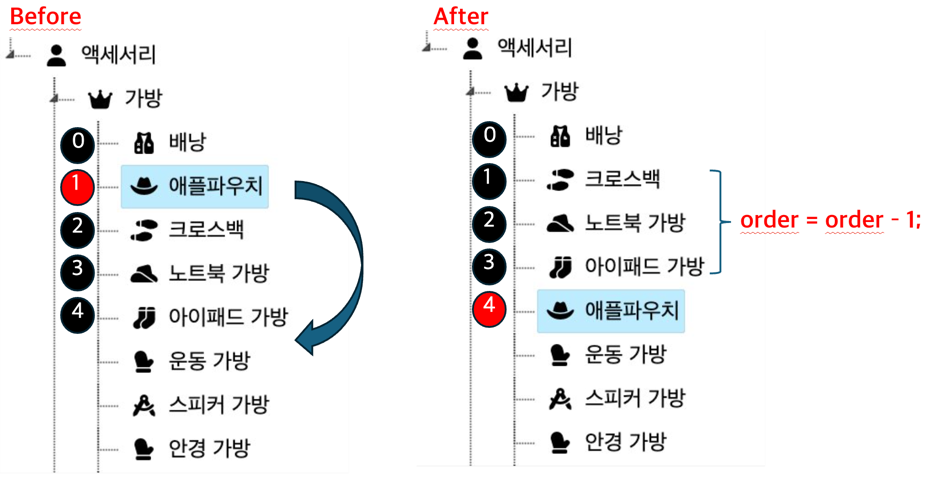 Before
액세서리
가방
0 배낭
1 애플파우치
2 크로스백
3 노트북 가방
4 아이패드 가방
운동 가방
스피커 가방
안경 가방
After
액세서리
가방
0 배낭
1 크로스백
2 노트북 가방
3 아이패드 가방
order = order - 1;
4 애플파우치
운동 가방
스피커 가방
안경 가방